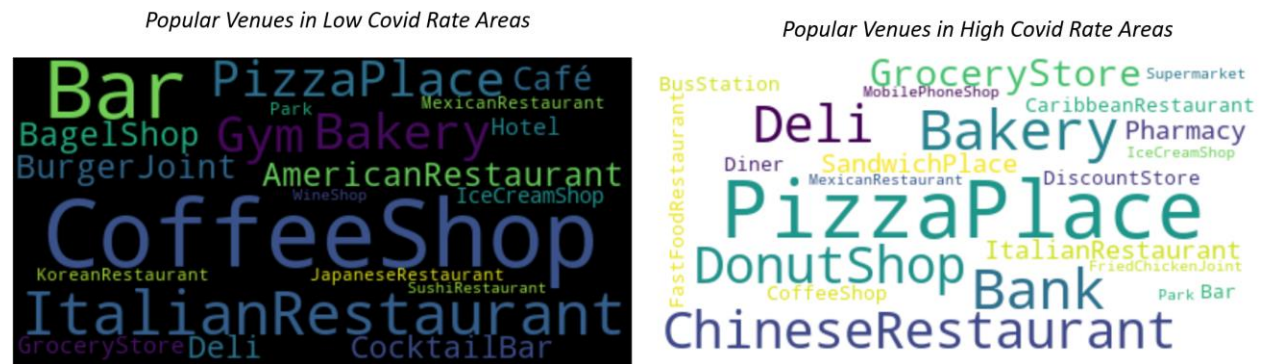 Popular Venues in Low Covid Rate Areas
Bar PizzaPlace Café
Park MexicanRestaurant
BagelShop Gym Bakery Hotel
BurgerJoint AmericanRestaurant
WineShop IceCreamShop
CoffeeShop
KoreanRestaurant JapaneseRestaurant
SushiRestaurant
ItalianRestaurant
GroceryStore Deli CocktailBar
Popular Venues in High Covid Rate Areas
BusStation GroceryStore Supermarket
MobilePhoneShop
CaribbeanRestaurant
Deli Bakery Pharmacy
IceCreamShop
Diner SandwichPlace
MexicanRestaurant DiscountStore
FastFoodRestaurant
PizzaPlace
DonutShop ItalianRestaurant
FriedChickenJoint
CoffeeShop Bank Park Bar
ChineseRestaurant